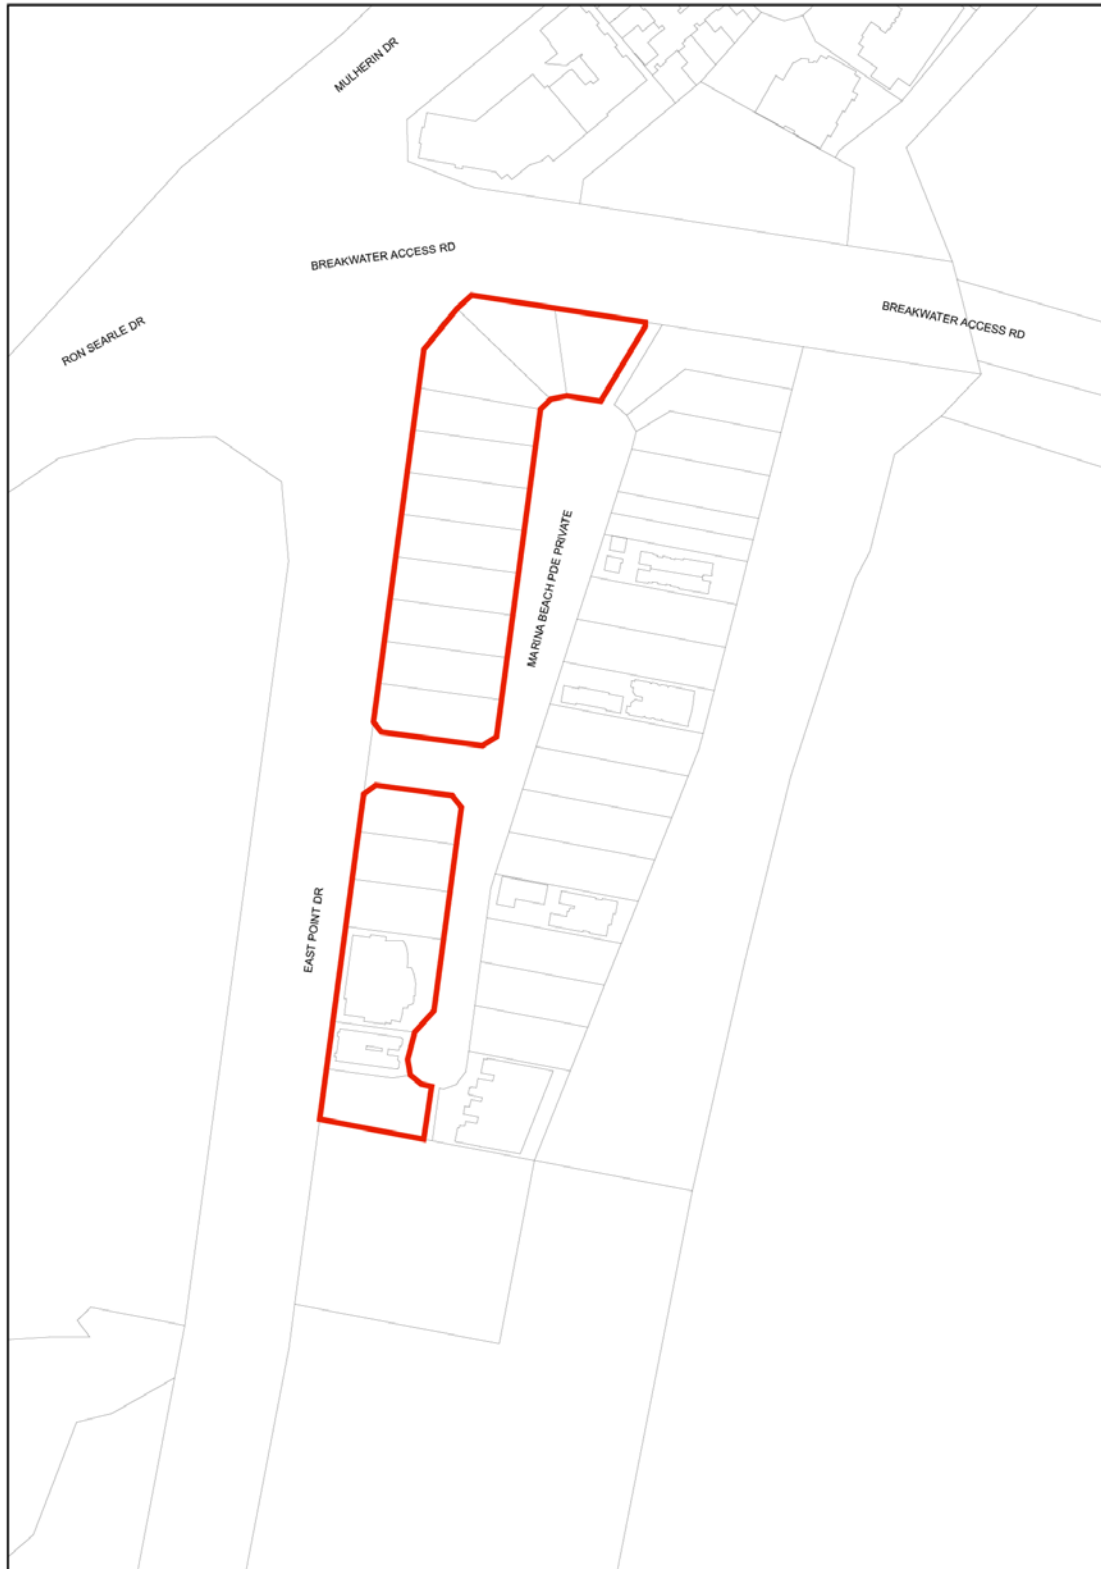 MULHERIN DR
BREAKWATER ACCESS RD
BREAKWATER ACCESS RD
RON SEARLE DR
MARINA BEACH PDE PRIVATE
EAST POINT DR